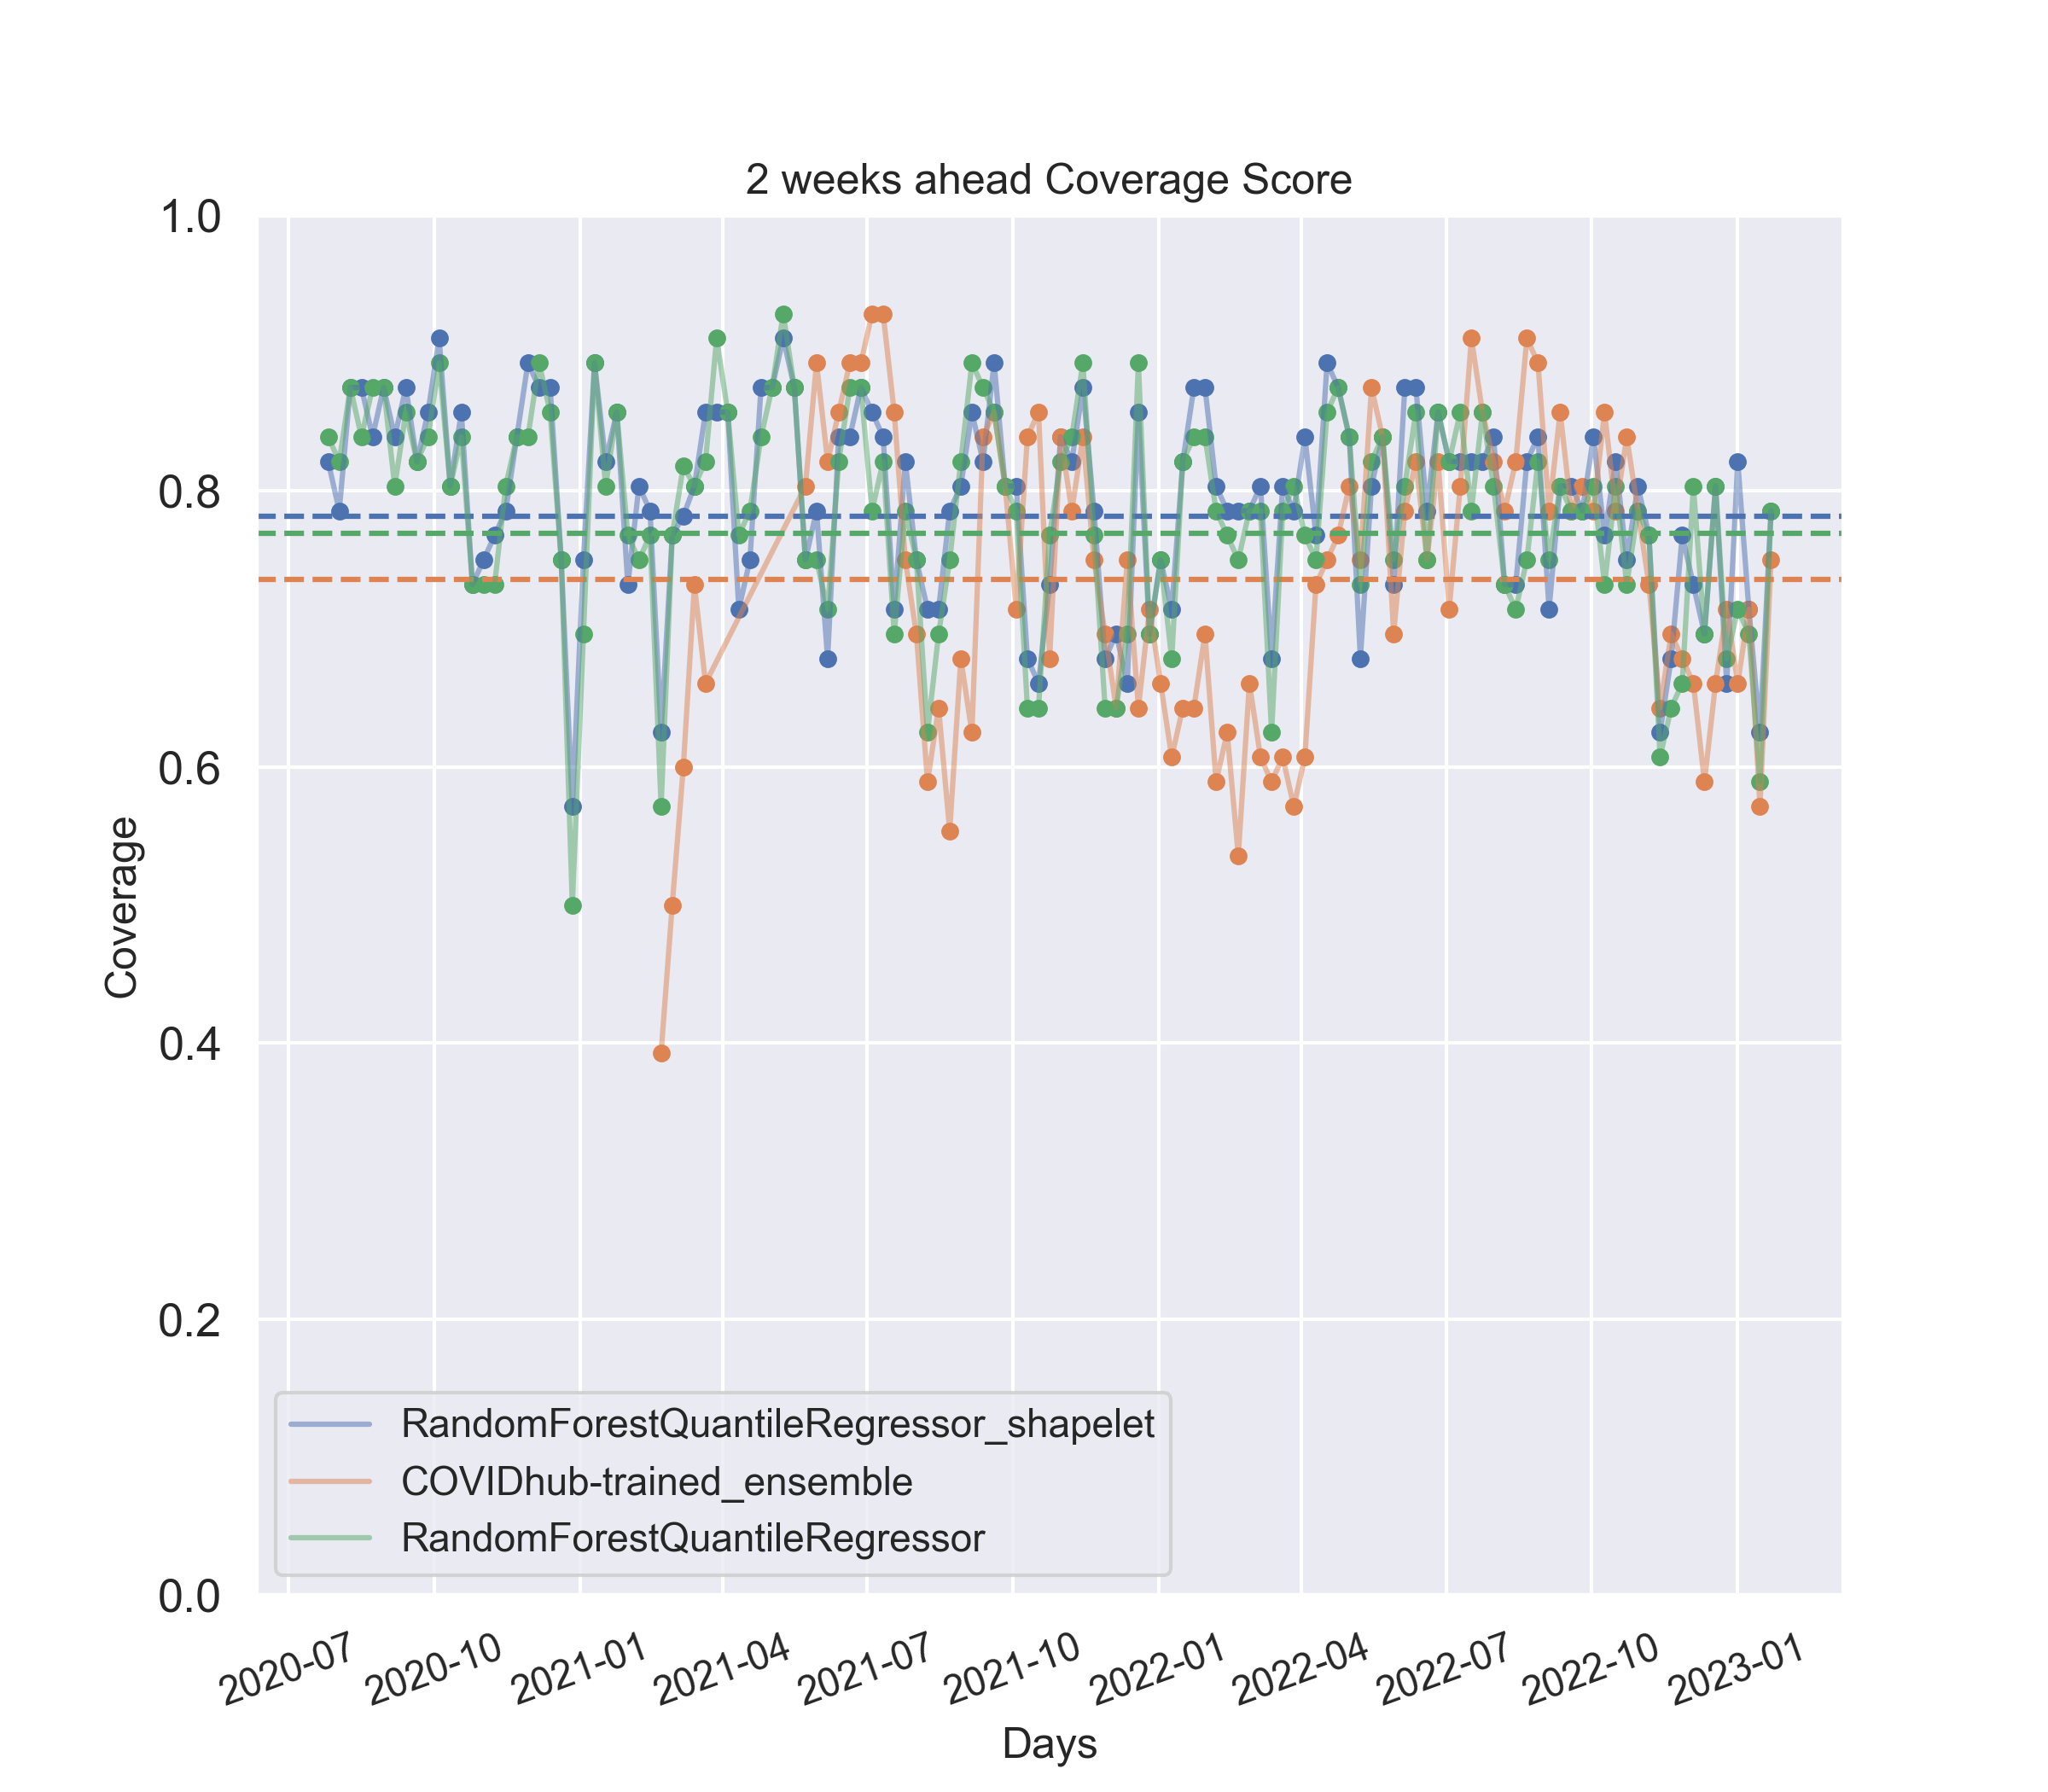 2 weeks ahead Coverage Score
1.0
0.8
0.6
0.4
0.2
0.0
Coverage
RandomForestQuantileRegressor_shapelet
COVIDhub-trained_ensemble
RandomForestQuantileRegressor
2020-07
2020-10
2021-01
2021-04
2021-07
2021-10
2022-01
2022-04
2022-07
2022-10
2023-01
Days